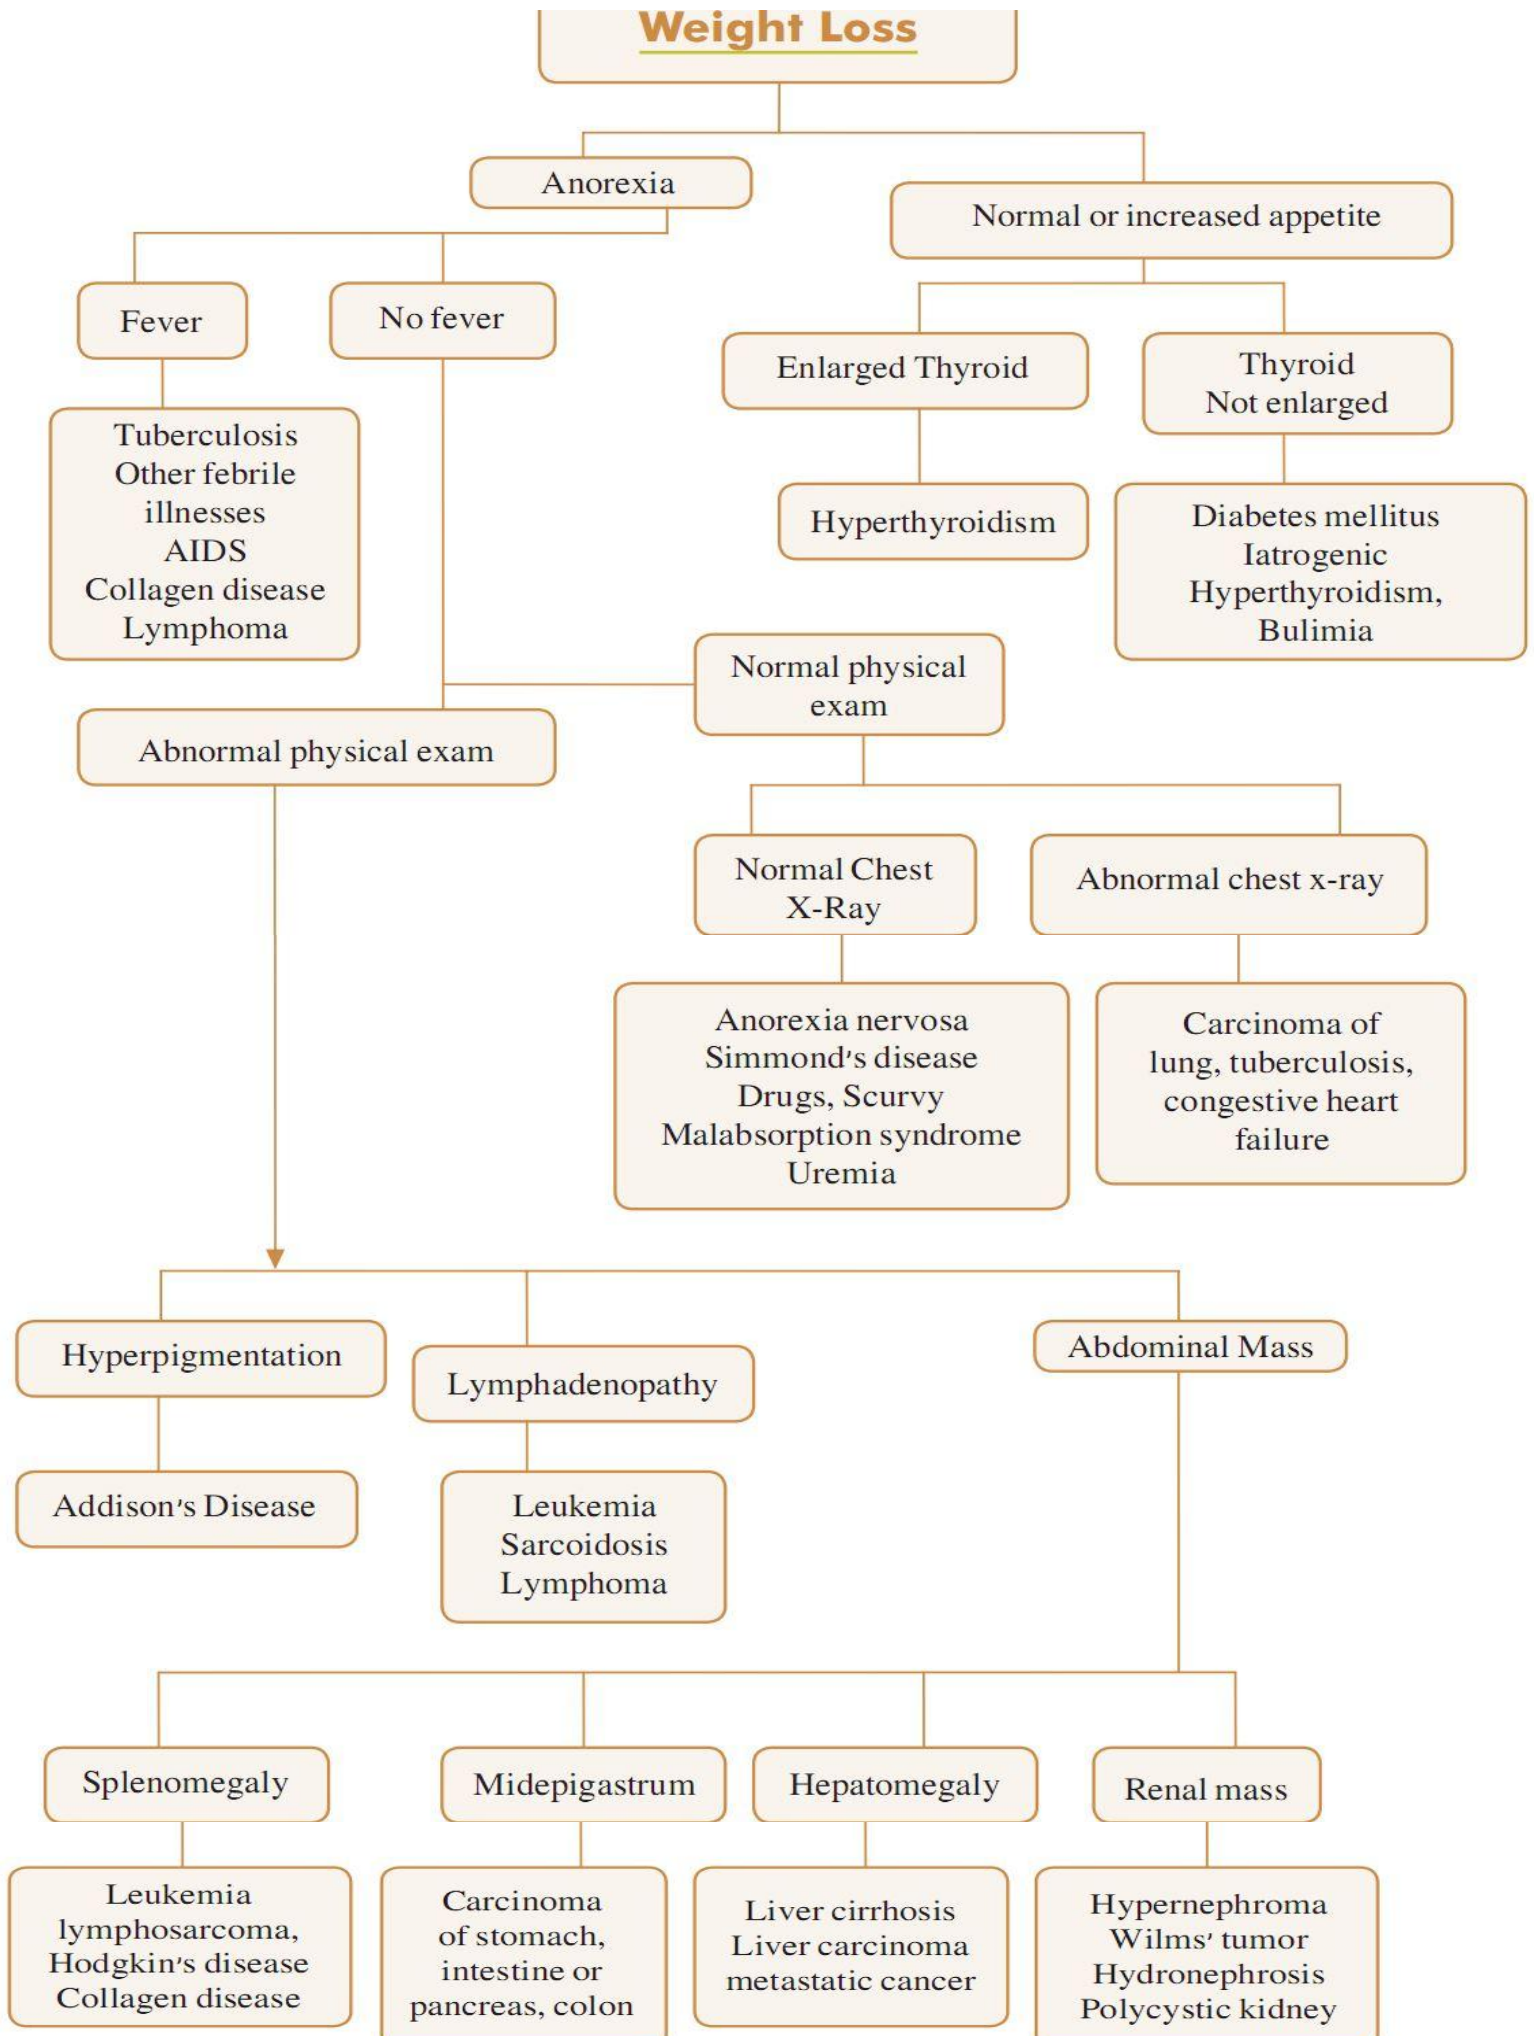 Weight Loss
Anorexia
Normal or increased appetite
Fever
No fever
Enlarged Thyroid
Thyroid
Not enlarged
Tuberculosis
Other febrile
illnesses
AIDS
Collagen disease
Lymphoma
Hyperthyroidism
Diabetes mellitus
Iatrogenic
Hyperthyroidism,
Bulimia
Normal physical
exam
Abnormal physical exam
Normal Chest
X-Ray
Abnormal chest x-ray
Anorexia nervosa
Simmond's disease
Drugs, Scurvy
Malabsorption syndrome
Uremia
Carcinoma of
lung, tuberculosis,
congestive heart
failure
Hyperpigmentation
Lymphadenopathy
Abdominal Mass
Addison's Disease
Leukemia
Sarcoidosis
Lymphoma
Splenomegaly
Midepigastrum
Hepatomegaly
Renal mass
Leukemia
lymphosarcoma,
Hodgkin's disease
Collagen disease
Carcinoma
of stomach,
intestine or
pancreas, colon
Liver cirrhosis
Liver carcinoma
metastatic cancer
Hypernephroma
Wilms' tumor
Hydronephrosis
Polycystic kidney